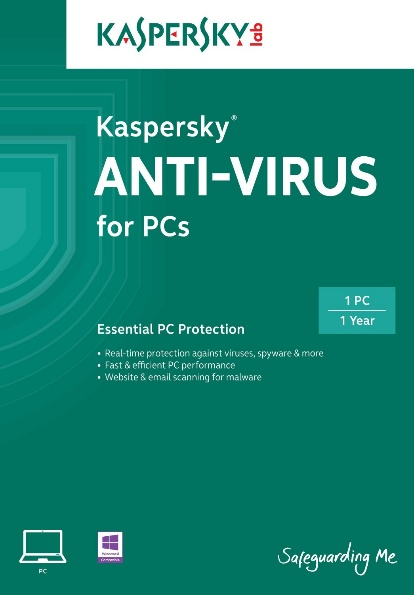 KASPERSKY lab
Kaspersky®
ANTI-VIRUS
for PCs
1 PC
1 Year
Essential PC Protection
• Real-time protection against viruses, spyware & more
• Fast & efficient PC performance
• Website & email scanning for malware
PC
Compatible
Safeguarding Me